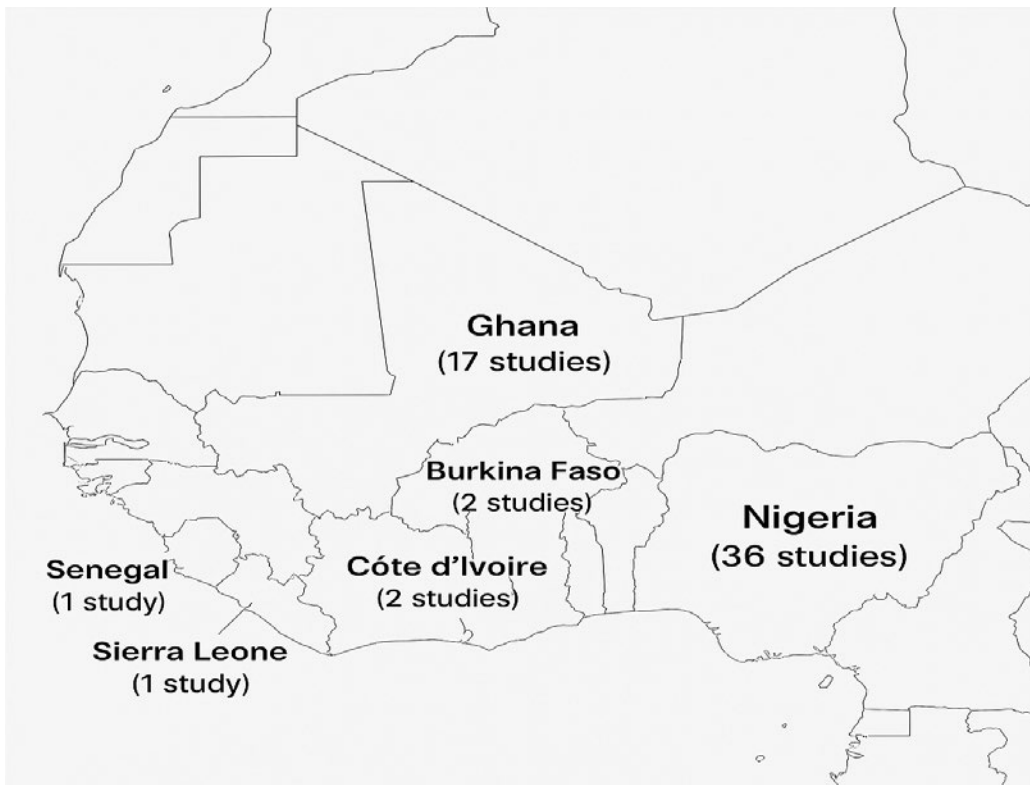 Ghana
(17 studies)
Burkina Faso
(2 studies)
Nigeria
(36 studies)
Senegal
(1 study)
Cóte d'Ivoire
(2 studies)
Sierra Leone
(1 study)